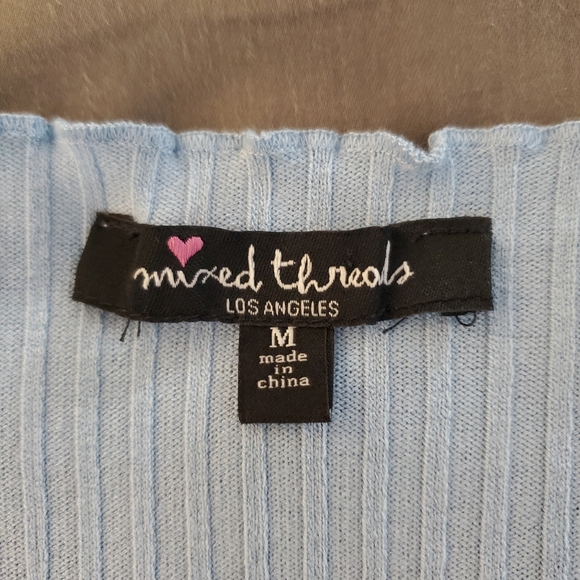 mixed threads
LOS ANGELES
M
made
in
china